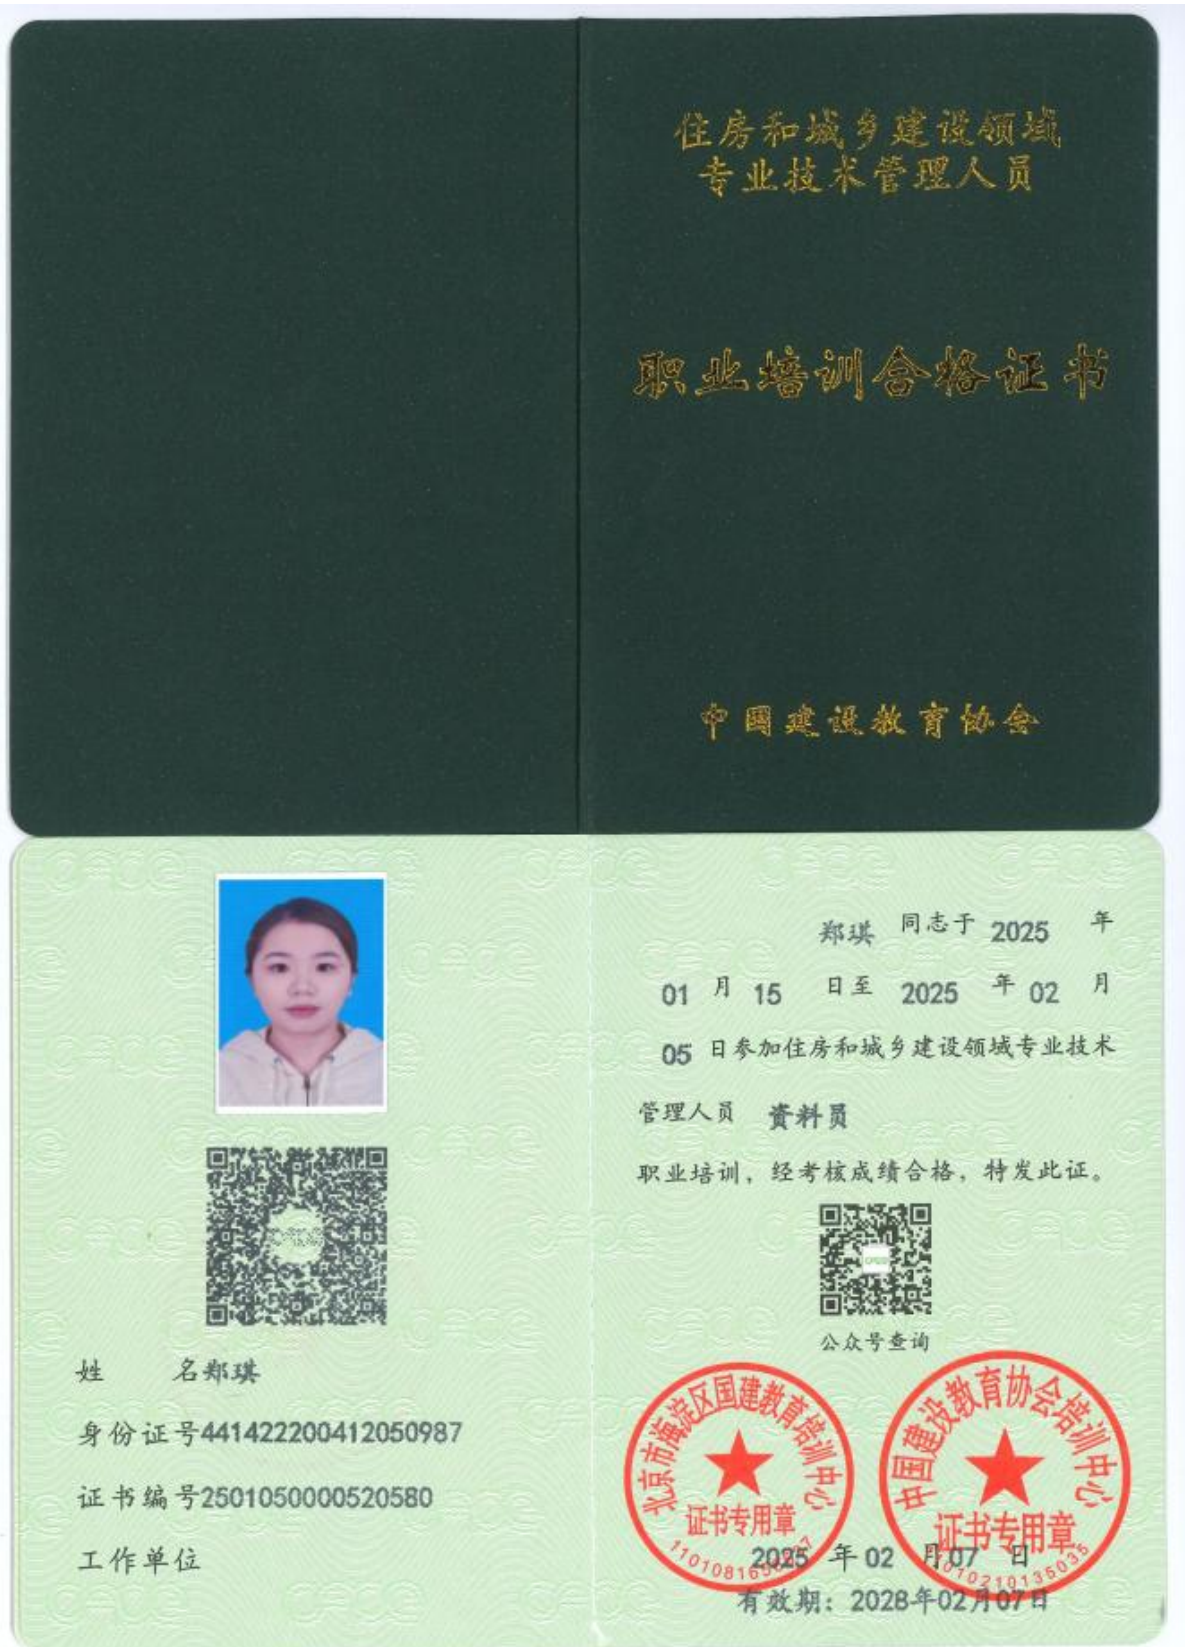 住房和城乡建设领域
专业技术管理人员
职业培训合格证书
中国建设教育协会
姓 名郑琪
身份证号441422200412050987
证书编号2501050000520580
工作单位
郑琪 同志于 2025 年
01 月 15 日至 2025 年 02 月
05 日参加住房和城乡建设领域专业技术
管理人员 資料员
职业培训，经考核成绩合格，特发此证。
公众号查询
北京市海淀区国建教育培训中心
证书专用章
中国建设教育协会培训中心
证书专用章
2025 年 02 月 07 日
有效期：2028年02月07日